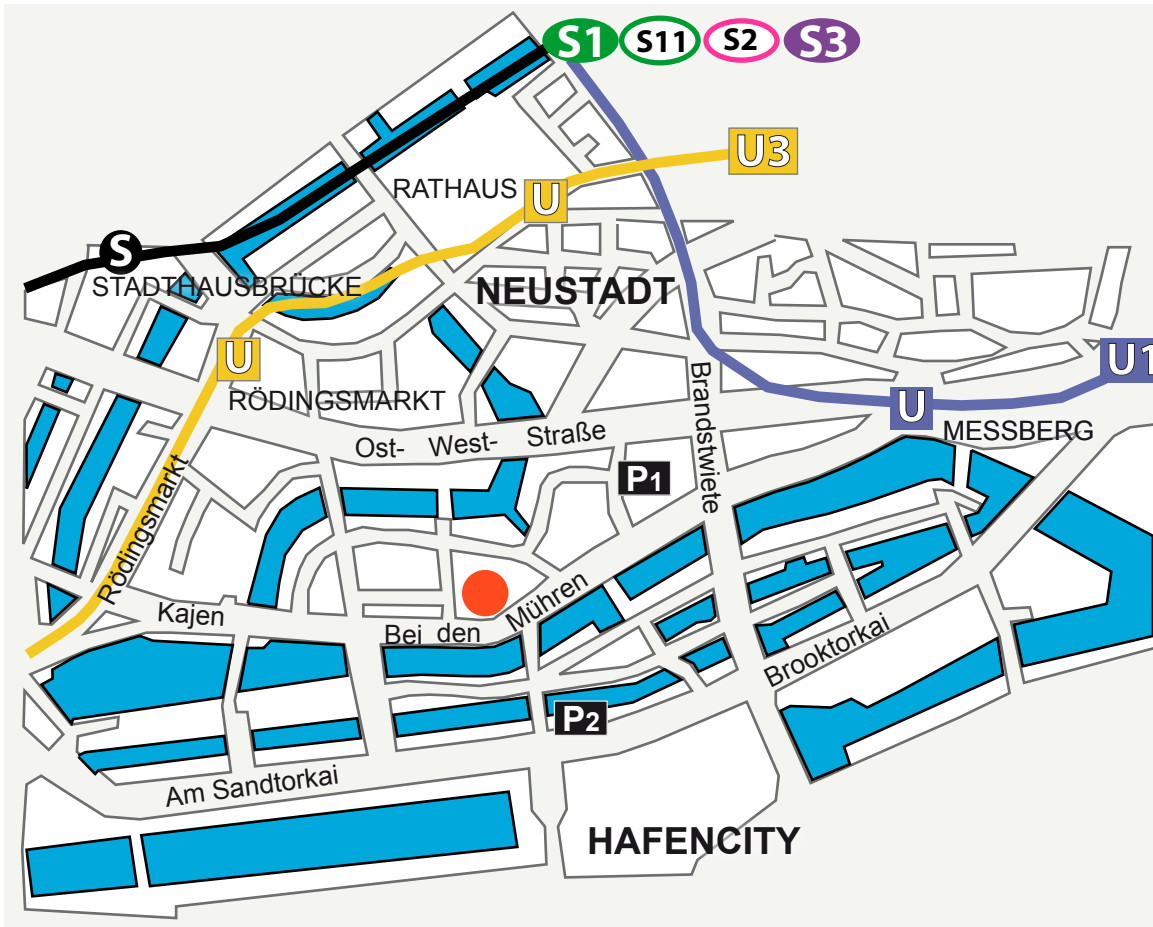 S1 S11 S2 S3
U3
RATHAUS
U
S
STADTHAUSBRÜCKE
NEUSTADT
U
U1
RÖDINGSMARKT
Brandstwiete
U
MESSBERG
Ost- West- Straße
P1
Rödingsmarkt
Kajen
Bei den Mühren
Brooktorkai
P2
Am Sandtorkai
HAFENCITY